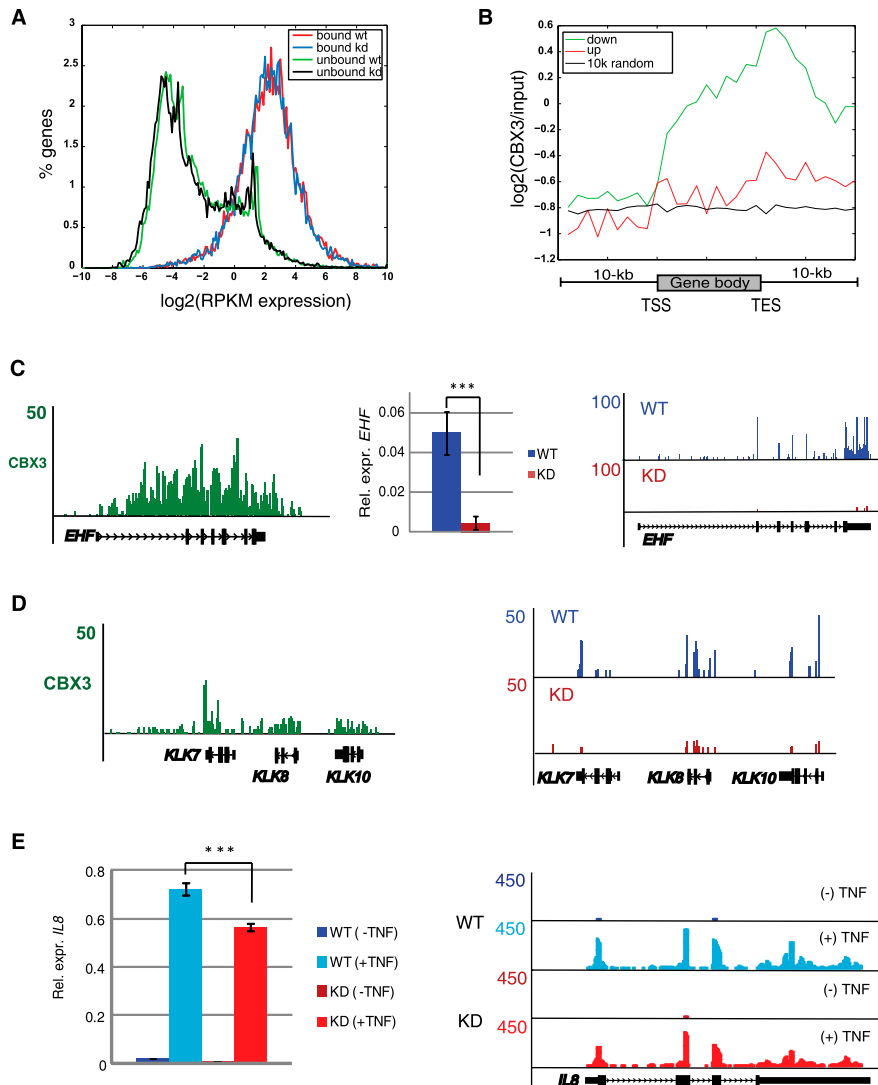 A
3
2.5
2
1.5
1
0.5
0
% genes
bound wt
bound kd
unbound wt
unbound kd
−10 −8 −6 −4 −2 0 2 4 6 8 10
log2(RPKM expression)
B
0.6
0.4
0.2
0
−0.2
−0.4
−0.6
−0.8
−1
−1.2
log2(CBX3/input)
down
up
10k random
10-kb
Gene body
10-kb
TSS
TES
C
50
CBX3
EHF
0.06
0.04
0.02
0
Rel. expr. EHF
***
WT
KD
100
WT
100
KD
EHF
D
50
CBX3
KLK7
KLK8
KLK10
50
WT
50
KD
KLK7
KLK8
KLK10
E
0.8
0.6
0.4
0.2
0
Rel. expr. IL8
***
WT ( -TNF)
WT (+TNF)
KD (-TNF)
KD (+TNF)
WT
KD
450
(-) TNF
450
(+) TNF
450
(-) TNF
450
(+) TNF
IL8